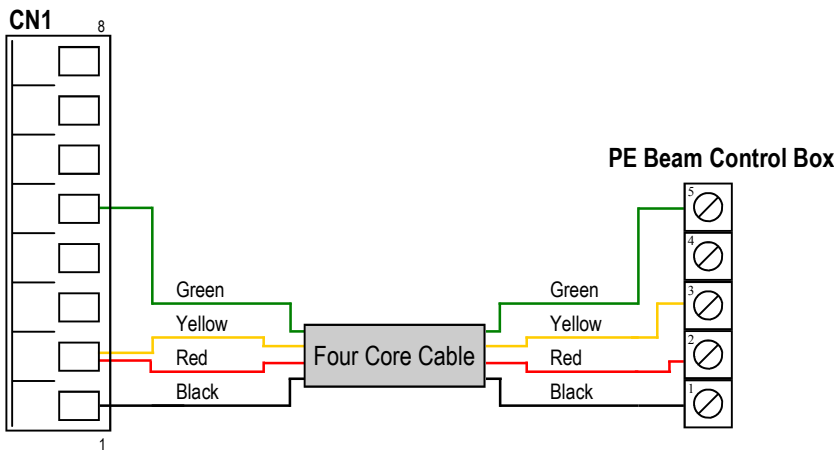 CN1
8
PE Beam Control Box
5
4
Green
Green
3
Yellow
Yellow
Four Core Cable
Red
Red
2
Black
Black
1
1